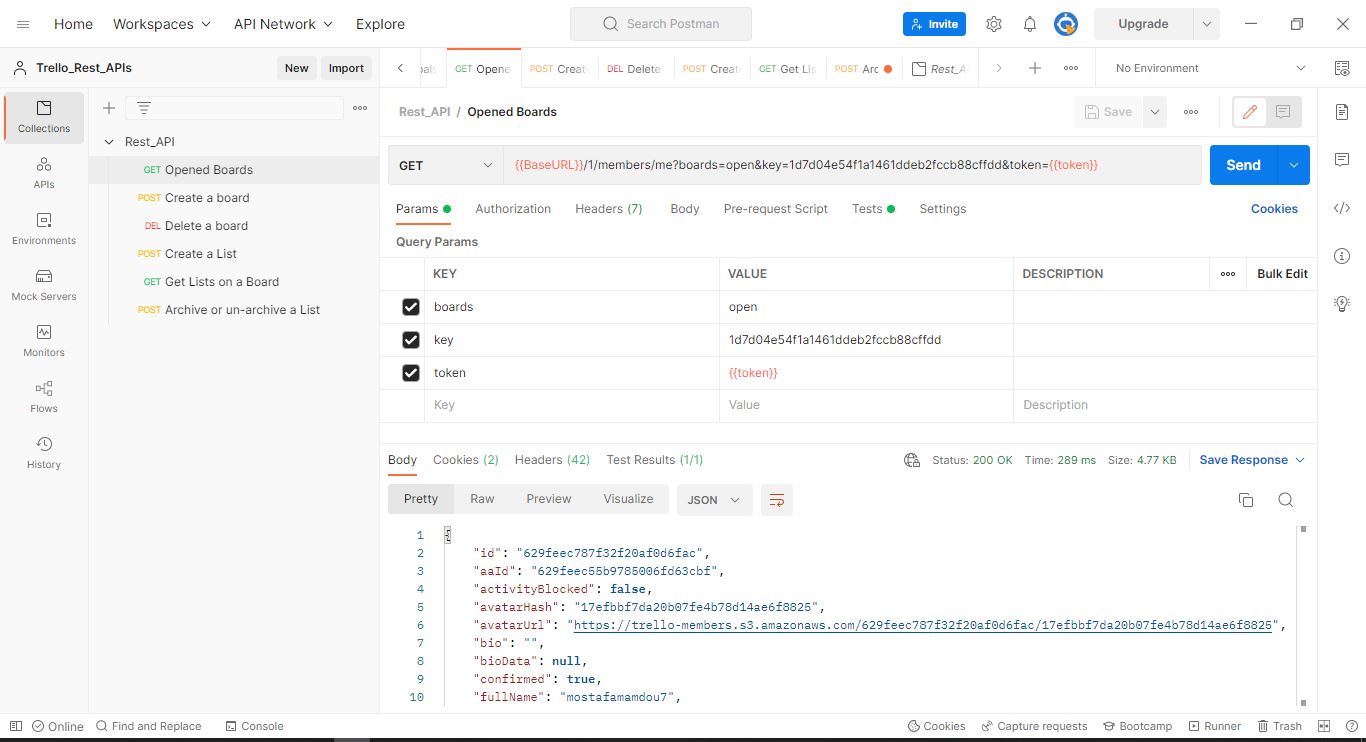 Home Workspaces API Network Explore Search Postman Invite Upgrade
Trello_Rest_APIs New Import
GET Opene POST Creat DEL Delete POST Creat GET Get Lis POST Arc Rest_A No Environment
Collections
APIs
Environments
Mock Servers
Monitors
Flows
History
Rest_API
GET Opened Boards
POST Create a board
DEL Delete a board
POST Create a List
GET Get Lists on a Board
POST Archive or un-archive a List
Rest_API / Opened Boards Save
GET {{BaseURL}}/1/members/me?boards=open&key=1d7d04e54f1a1461ddeb2fccb88cffdd&token={{token}} Send
Params Authorization Headers (7) Body Pre-request Script Tests Settings Cookies
Query Params
KEY VALUE DESCRIPTION Bulk Edit
boards open
key 1d7d04e54f1a1461ddeb2fccb88cffdd
token {{token}}
Key Value Description
Body Cookies (2) Headers (42) Test Results (1/1) Status: 200 OK Time: 289 ms Size: 4.77 KB Save Response
Pretty Raw Preview Visualize JSON
1 {
2 "id": "629feec787f32f20af0d6fac",
3 "aaId": "629feec55b9785006fd63cbf",
4 "activityBlocked": false,
5 "avatarHash": "17efbbf7da20b07fe4b78d14ae6f8825",
6 "avatarUrl": "https://trello-members.s3.amazonaws.com/629feec787f32f20af0d6fac/17efbbf7da20b07fe4b78d14ae6f8825",
7 "bio": "",
8 "bioData": null,
9 "confirmed": true,
10 "fullName": "mostafamamdou7",
Online Find and Replace Console Cookies Capture requests Bootcamp Runner Trash